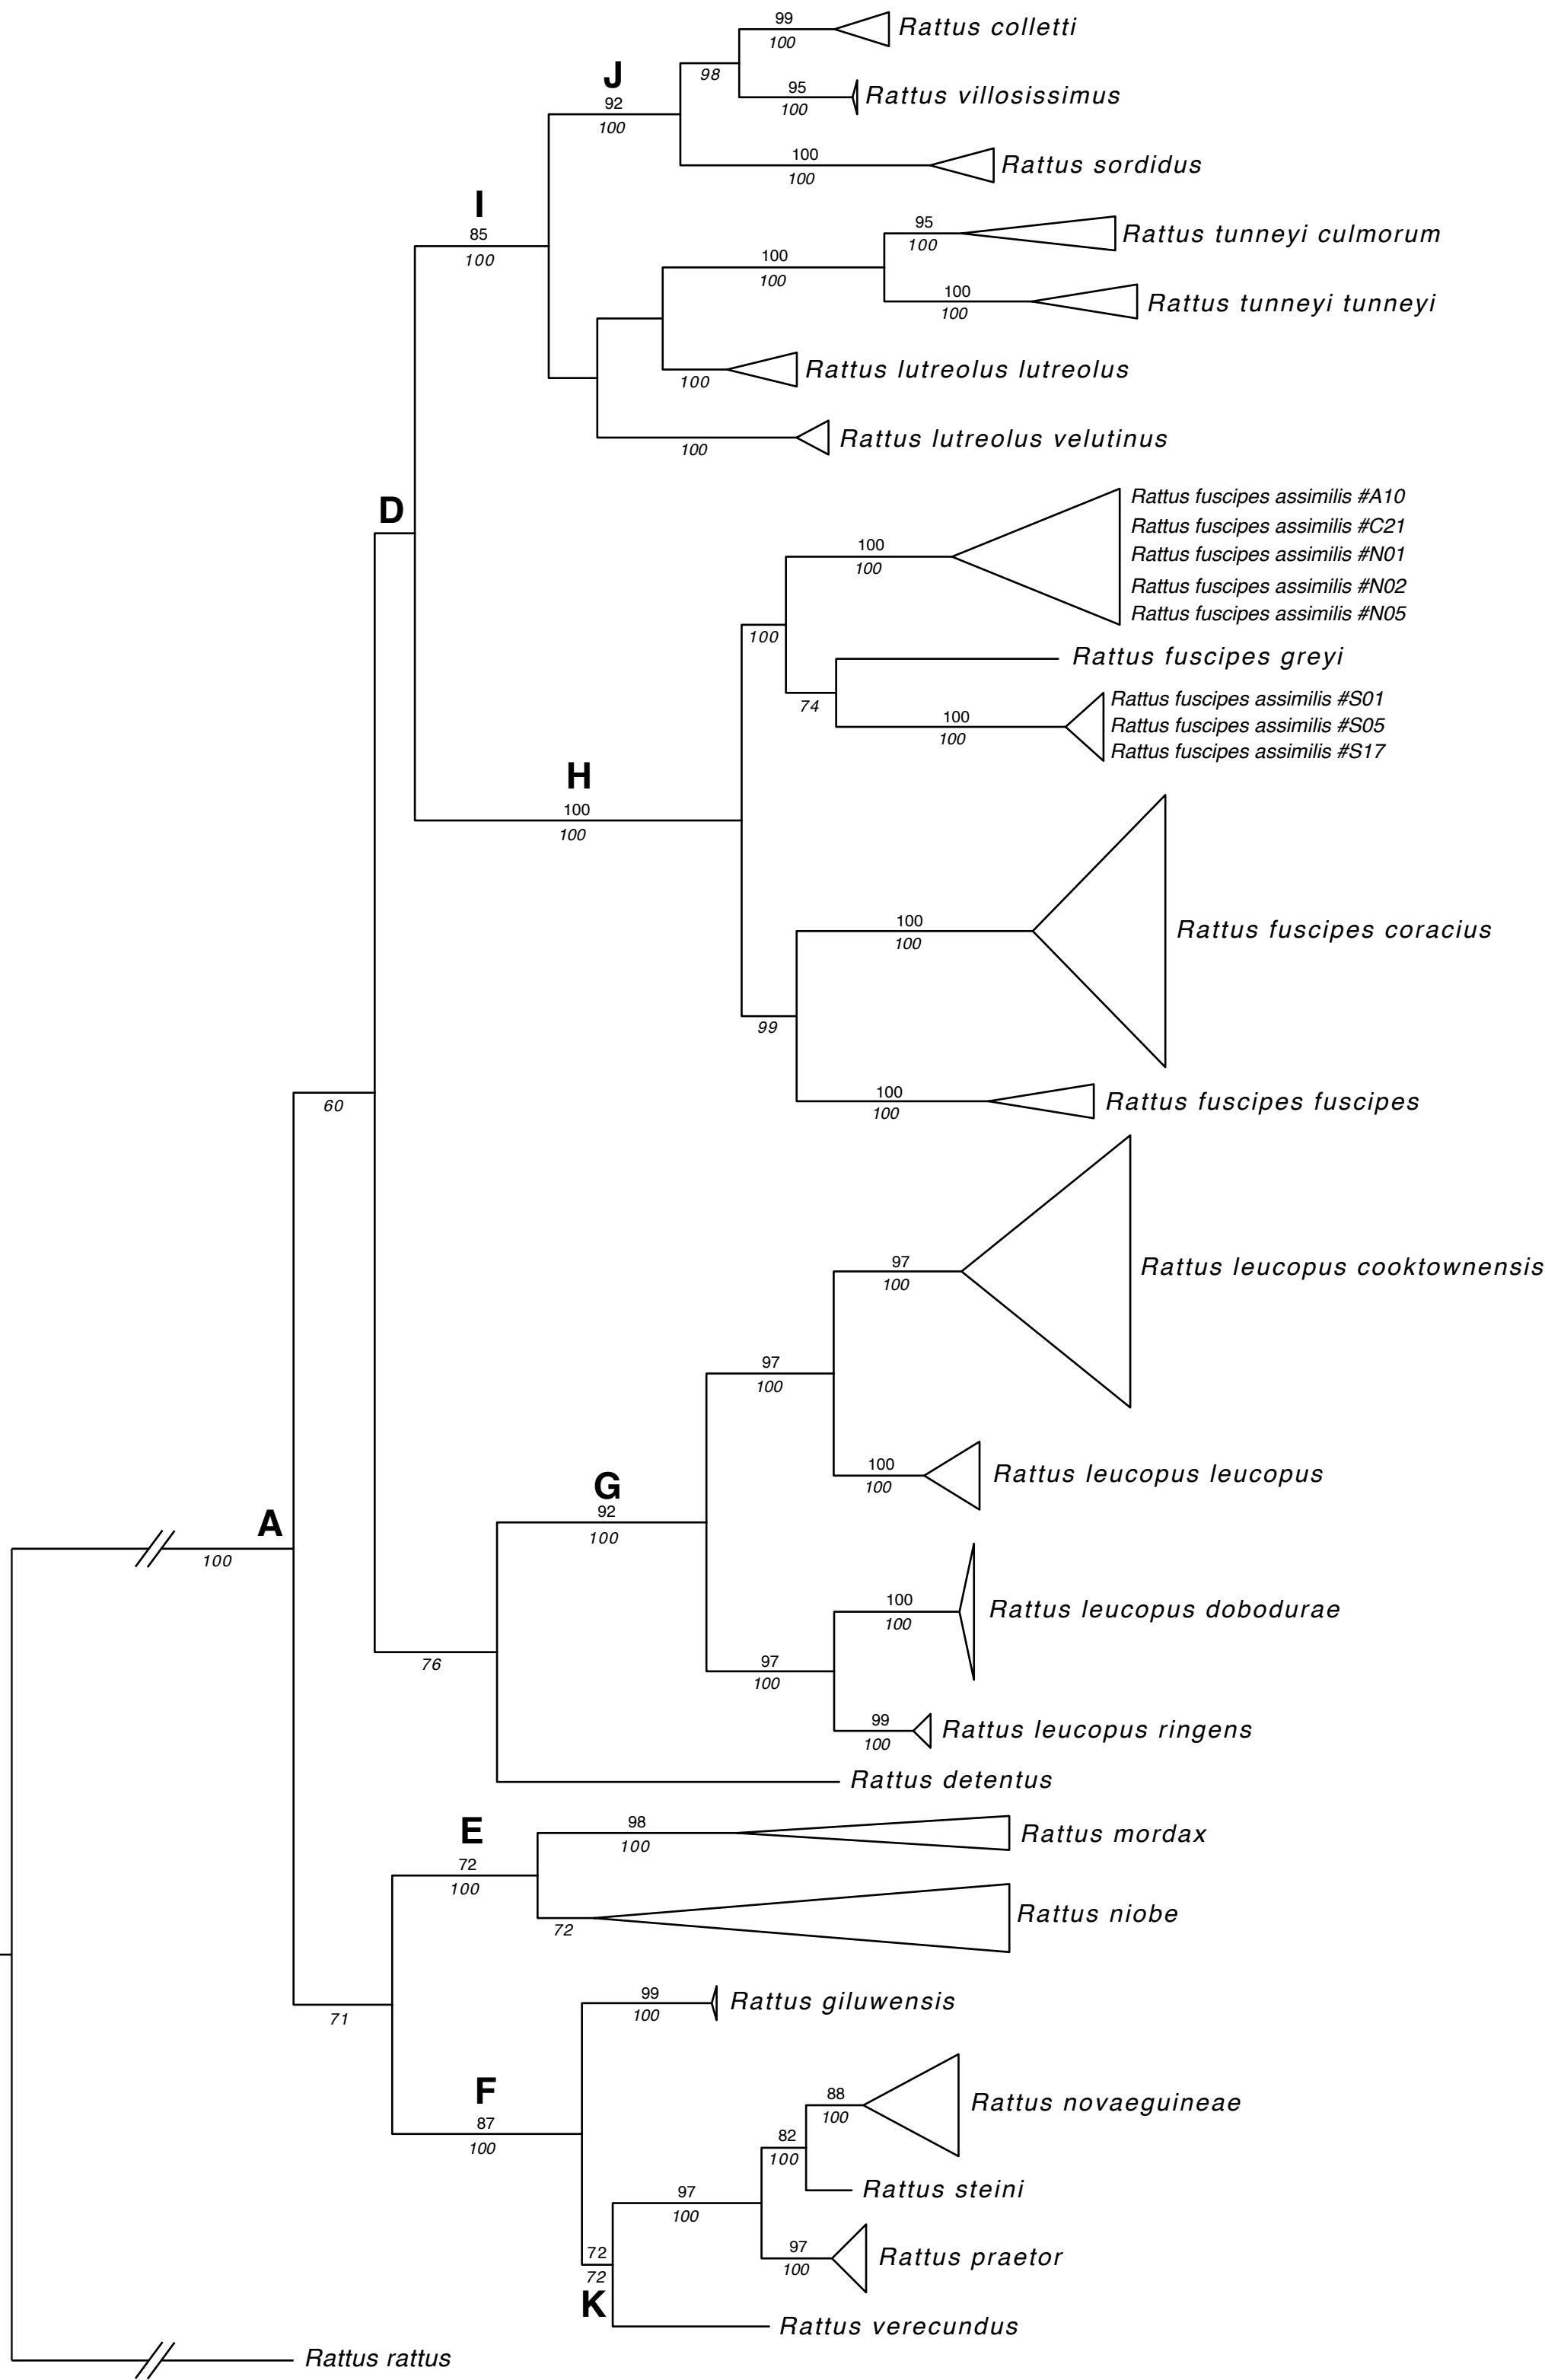 99
Rattus colletti
100
J
98
95
Rattus villosissimus
92
100
100
100
Rattus sordidus
100
I
95
Rattus tunneyi culmorum
85
100
100
100
100
100
Rattus tunneyi tunneyi
100
Rattus lutreolus lutreolus
100
Rattus lutreolus velutinus
100
Rattus fuscipes assimilis #A10
D
Rattus fuscipes assimilis #C21
100
Rattus fuscipes assimilis #N01
100
Rattus fuscipes assimilis #N02
Rattus fuscipes assimilis #N05
100
Rattus fuscipes greyi
Rattus fuscipes assimilis #S01
74
100
Rattus fuscipes assimilis #S05
100
Rattus fuscipes assimilis #S17
H
100
100
100
Rattus fuscipes coracius
100
99
100
Rattus fuscipes fuscipes
100
60
97
Rattus leucopus cooktownensis
100
97
100
100
Rattus leucopus leucopus
100
G
92
100
A
100
100
Rattus leucopus dobodurae
100
97
76
100
99
Rattus leucopus ringens
100
Rattus detentus
E
98
Rattus mordax
100
72
100
Rattus niobe
72
99
Rattus giluwensis
100
71
F
88
Rattus novaeguineae
100
87
100
82
100
Rattus steini
97
100
97
Rattus praetor
100
72
72
K
Rattus verecundus
Rattus rattus